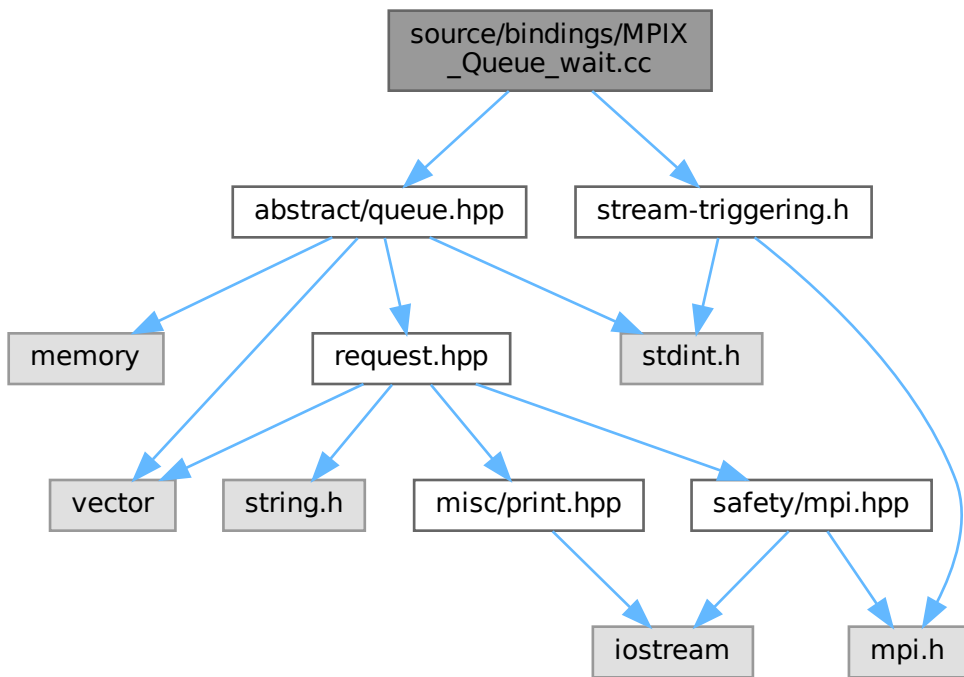 source/bindings/MPIX
_Queue_wait.cc
abstract/queue.hpp
stream-triggering.h
memory
request.hpp
stdint.h
vector
string.h
misc/print.hpp
safety/mpi.hpp
iostream
mpi.h